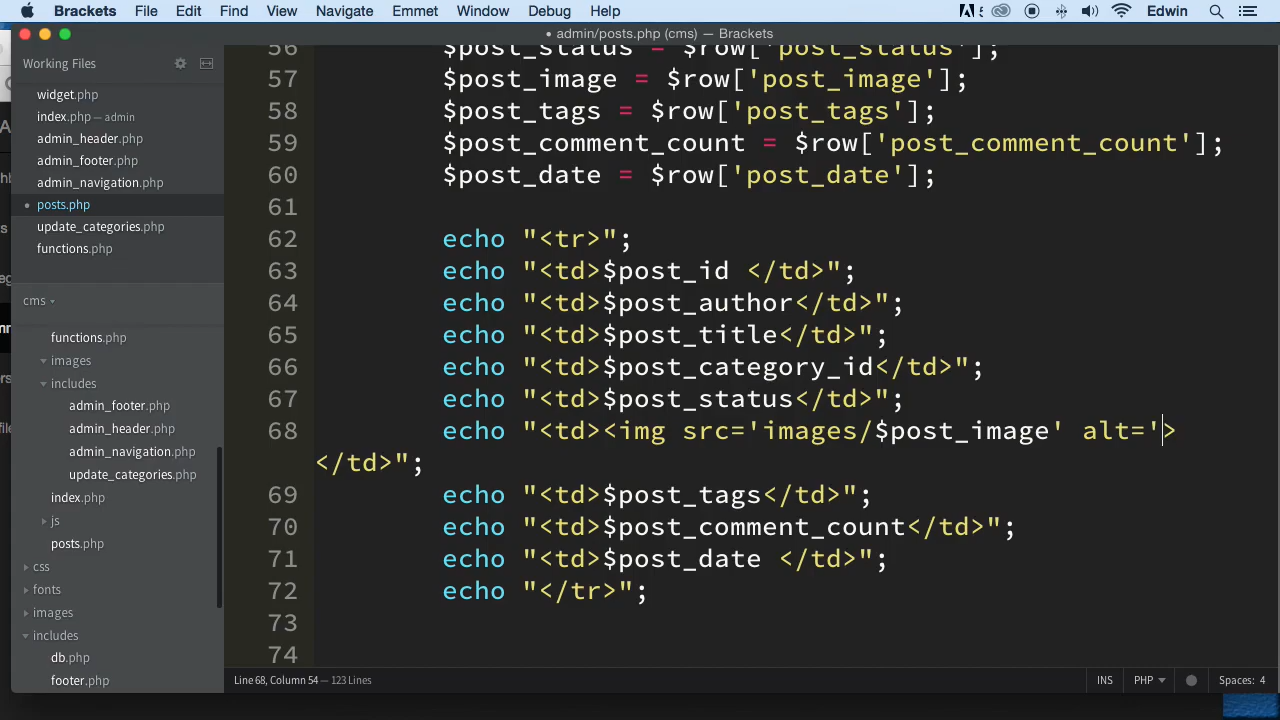 Brackets File Edit Find View Navigate Emmet Window Debug Help Edwin
admin/posts.php (cms) — Brackets
Working Files
widget.php
index.php — admin
admin_header.php
admin_footer.php
admin_navigation.php
posts.php
update_categories.php
functions.php
cms
functions.php
images
includes
admin_footer.php
admin_header.php
admin_navigation.php
update_categories.php
index.php
js
posts.php
css
fonts
images
includes
db.php
footer.php
56 $post_status = $row['post_status'];
57 $post_image = $row['post_image'];
58 $post_tags = $row['post_tags'];
59 $post_comment_count = $row['post_comment_count'];
60 $post_date = $row['post_date'];
61
62 echo "<tr>";
63 echo "<td>$post_id </td>";
64 echo "<td>$post_author</td>";
65 echo "<td>$post_title</td>";
66 echo "<td>$post_category_id</td>";
67 echo "<td>$post_status</td>";
68 echo "<td><img src='images/$post_image' alt='>
</td>";
69 echo "<td>$post_tags</td>";
70 echo "<td>$post_comment_count</td>";
71 echo "<td>$post_date </td>";
72 echo "</tr>";
73
74
Line 68, Column 54 — 123 Lines
INS PHP Spaces: 4